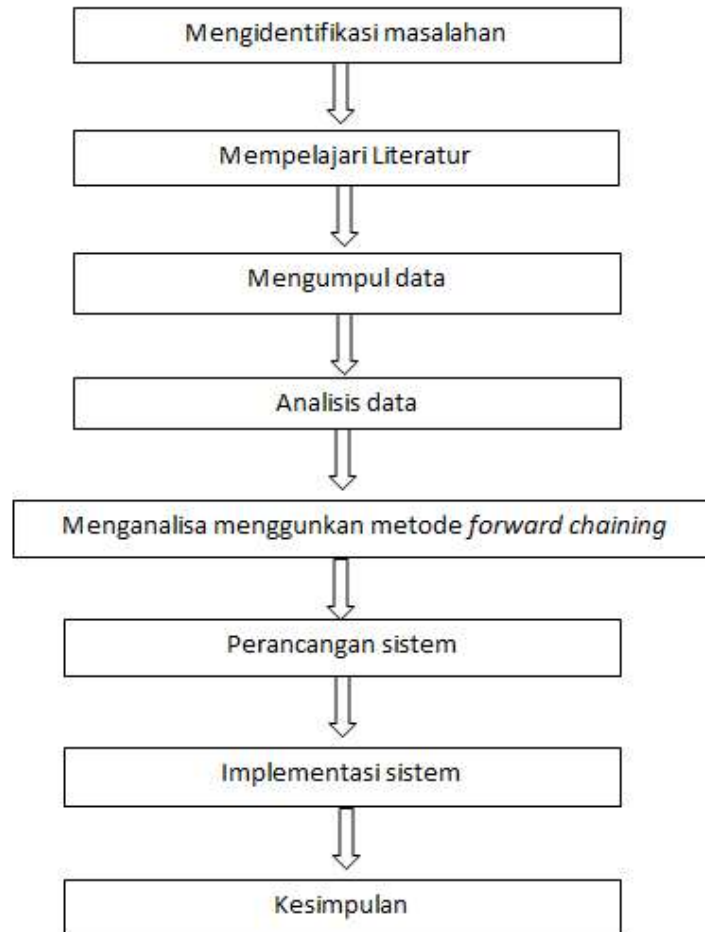 Mengidentifikasi masalahan
Mempelajari Literatur
Mengumpul data
Analisis data
Menganalisa menggunkan metode forward chaining
Perancangan sistem
Implementasi sistem
Kesimpulan